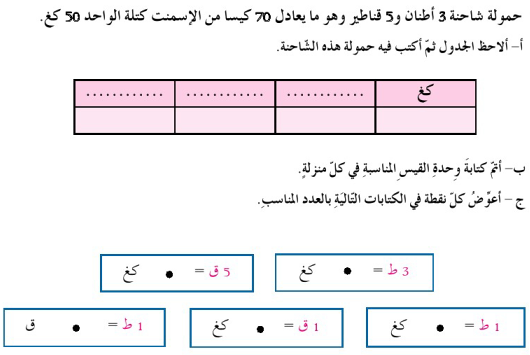 حمولة شاحنة 3 أطنان و5 قناطير وهو ما يعادل 70 كيسا من الإسمنت كتلة الواحد 50 كغ.
أ- ألاحظ الجدول ثمّ أكتب فيه حمولة هذه الشّاحنة.
كغ ............ ............ ............
ب- أتمّ كتابةَ وحدةِ القيسِ المناسبةِ في كلّ منزلةٍ.
ج - أعوّضُ كلّ نقطة في الكتابات التّاليَةِ بالعدد المناسبِ.
3 ط = • كغ
5 ق = • كغ
1 ط = • كغ
1 ق = • كغ
1 ط = • ق